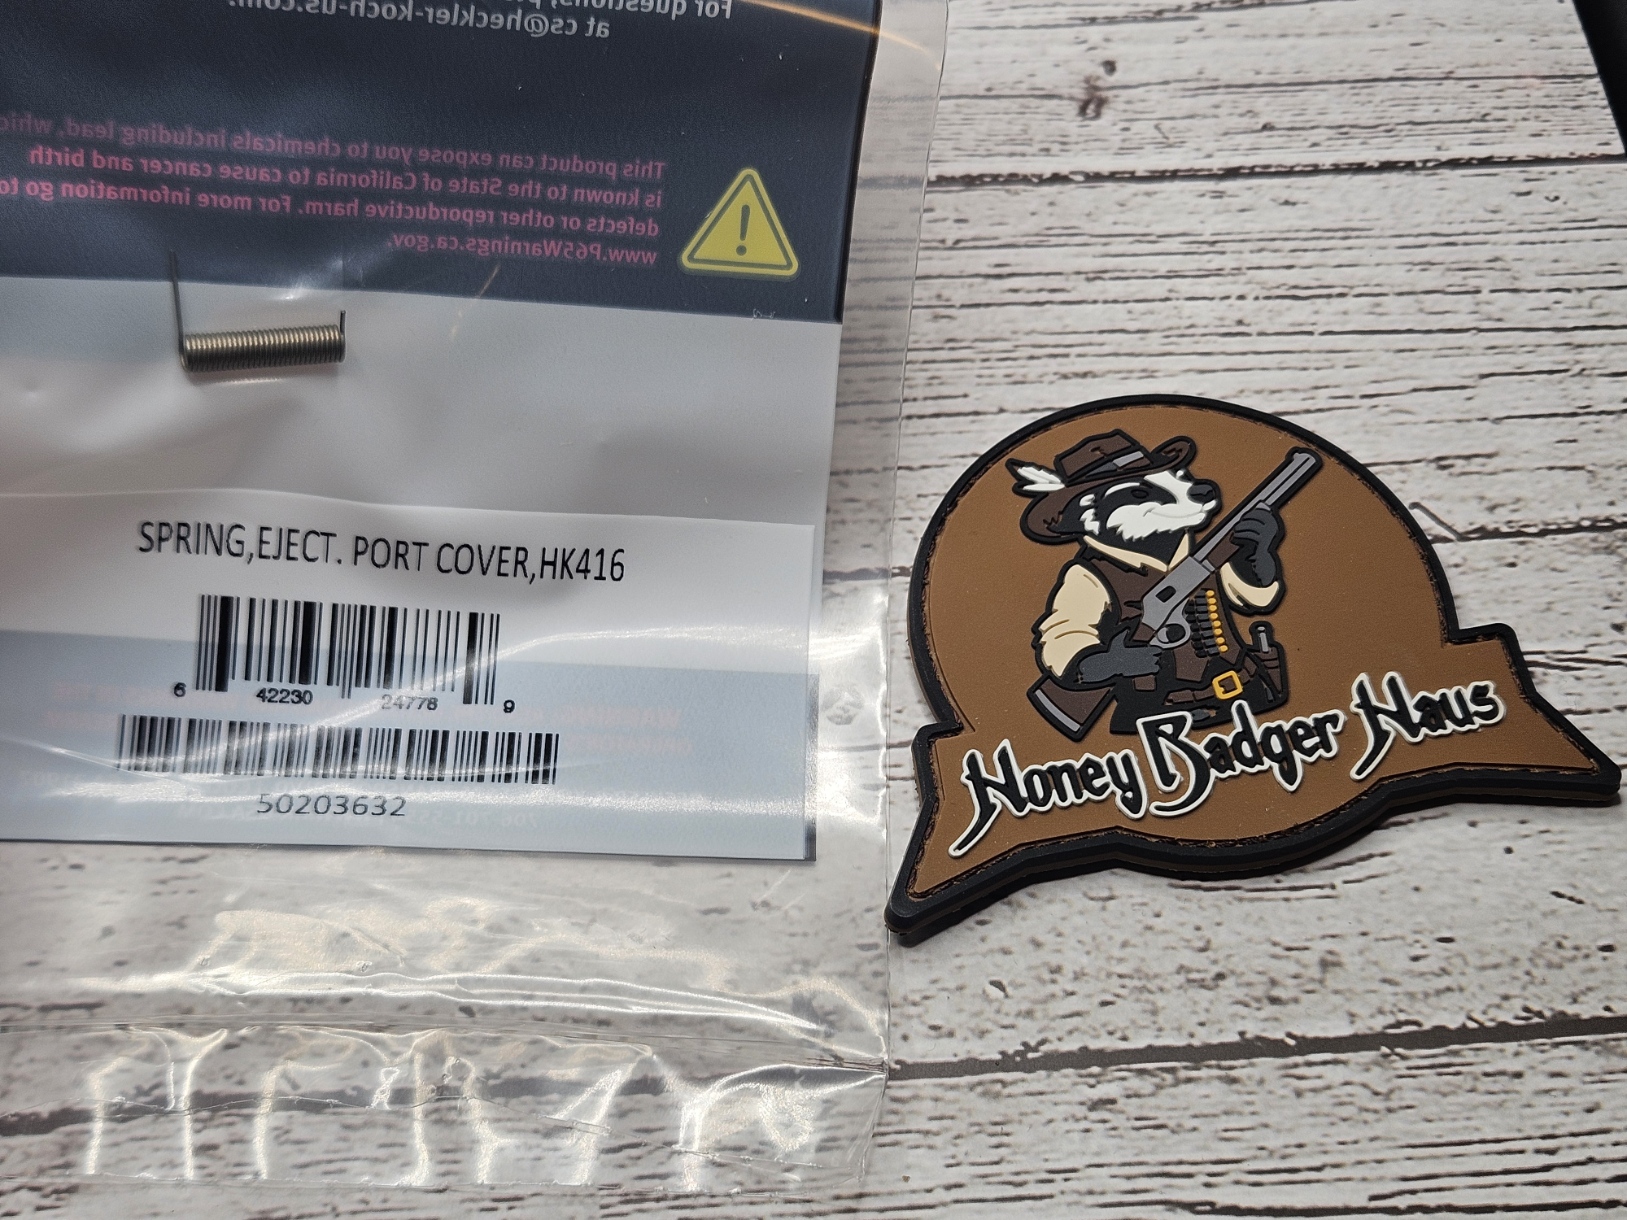 For questions,
at cs@heckler-koch-us.com.
This product can expose you to chemicals including lead, which
is known to the State of California to cause cancer and birth
defects or other reproductive harm. For more information go to
www.P65Warnings.ca.gov.
SPRING,EJECT. PORT COVER,HK416
6 42230 24778 9
50203632
Honey Badger Haus